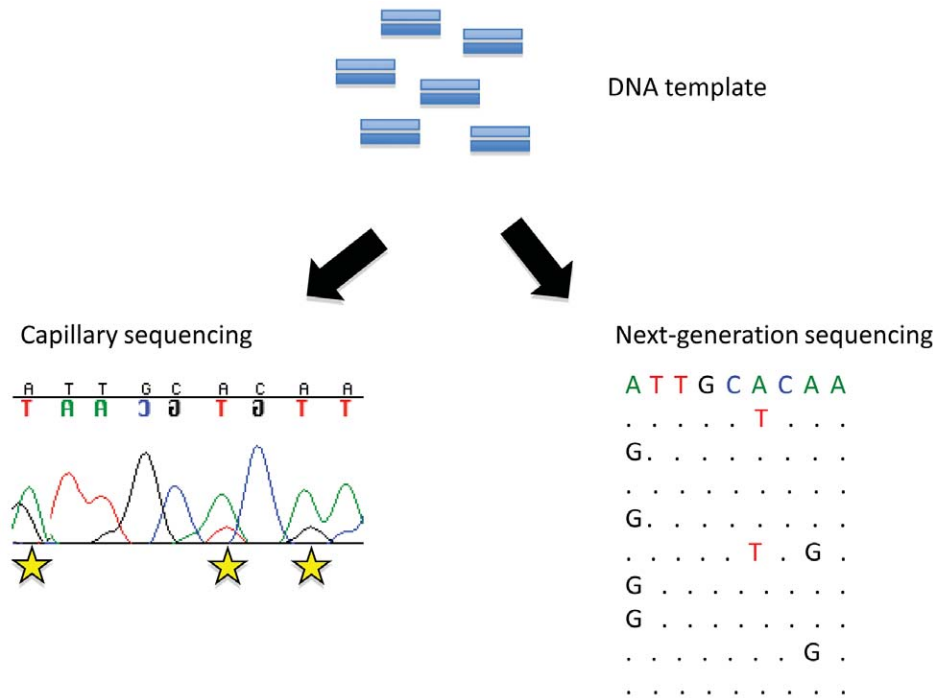 DNA template
Capillary sequencing
A T T G C A C A A
T A A C G T G T T
Next-generation sequencing
A T T G C A C A A
. . . . . T . . .
G . . . . . . . .
. . . . . . . . .
G . . . . . . . .
. . . . . T . G .
G . . . . . . . .
G . . . . . . . .
. . . . . . . G .
. . . . . . . . .